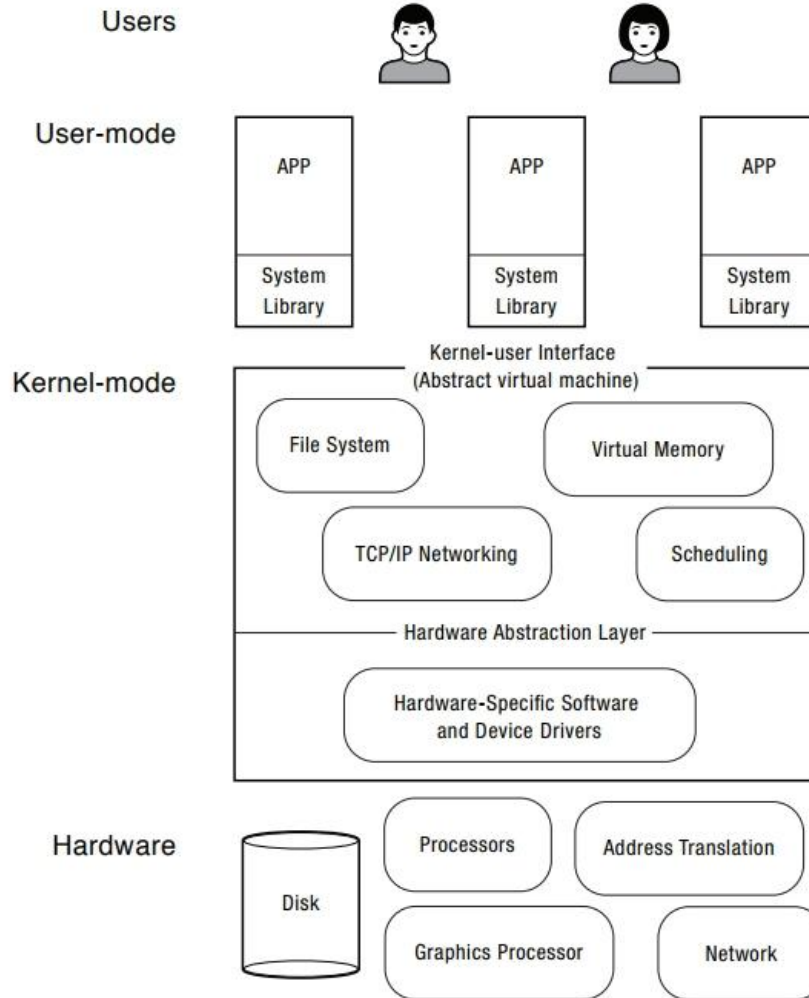 Users
User-mode
APP
APP
APP
System
Library
System
Library
System
Library
Kernel-mode
Kernel-user Interface
(Abstract virtual machine)
File System
Virtual Memory
TCP/IP Networking
Scheduling
Hardware Abstraction Layer
Hardware-Specific Software
and Device Drivers
Hardware
Disk
Processors
Address Translation
Graphics Processor
Network